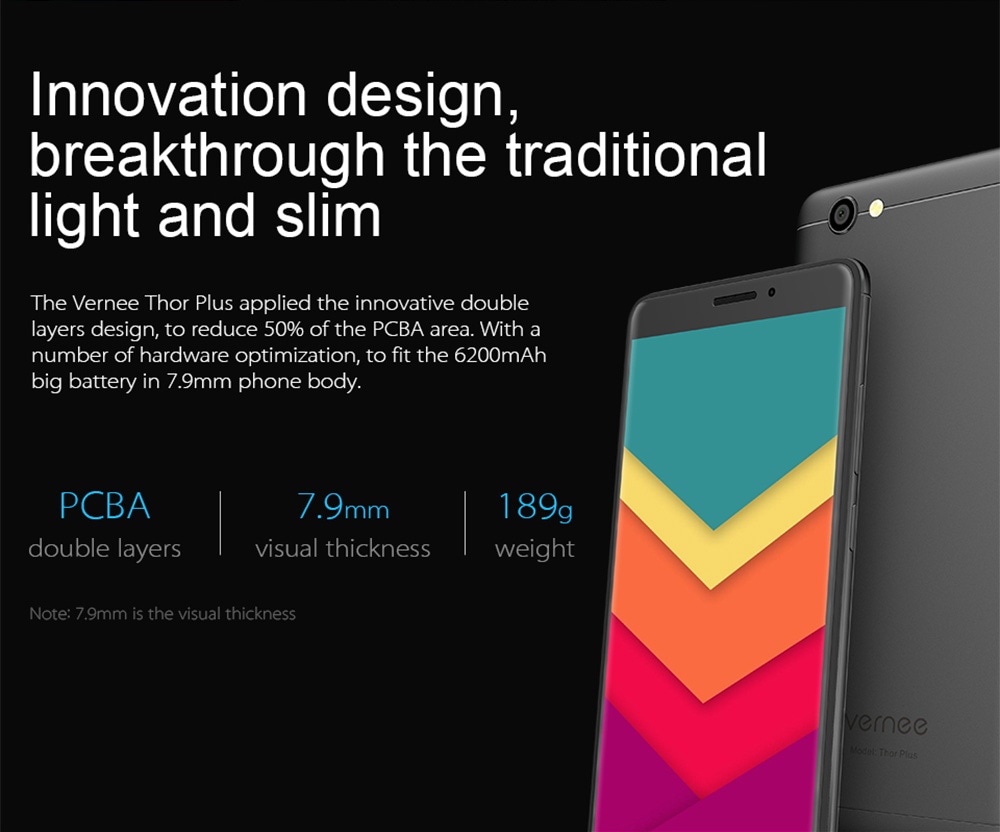 Innovation design,
breakthrough the traditional
light and slim
The Vernee Thor Plus applied the innovative double
layers design, to reduce 50% of the PCBA area. With a
number of hardware optimization, to fit the 6200mAh
big battery in 7.9mm phone body.
PCBA
double layers
7.9mm
visual thickness
189g
weight
Note: 7.9mm is the visual thickness
vernee
Model: Thor Plus